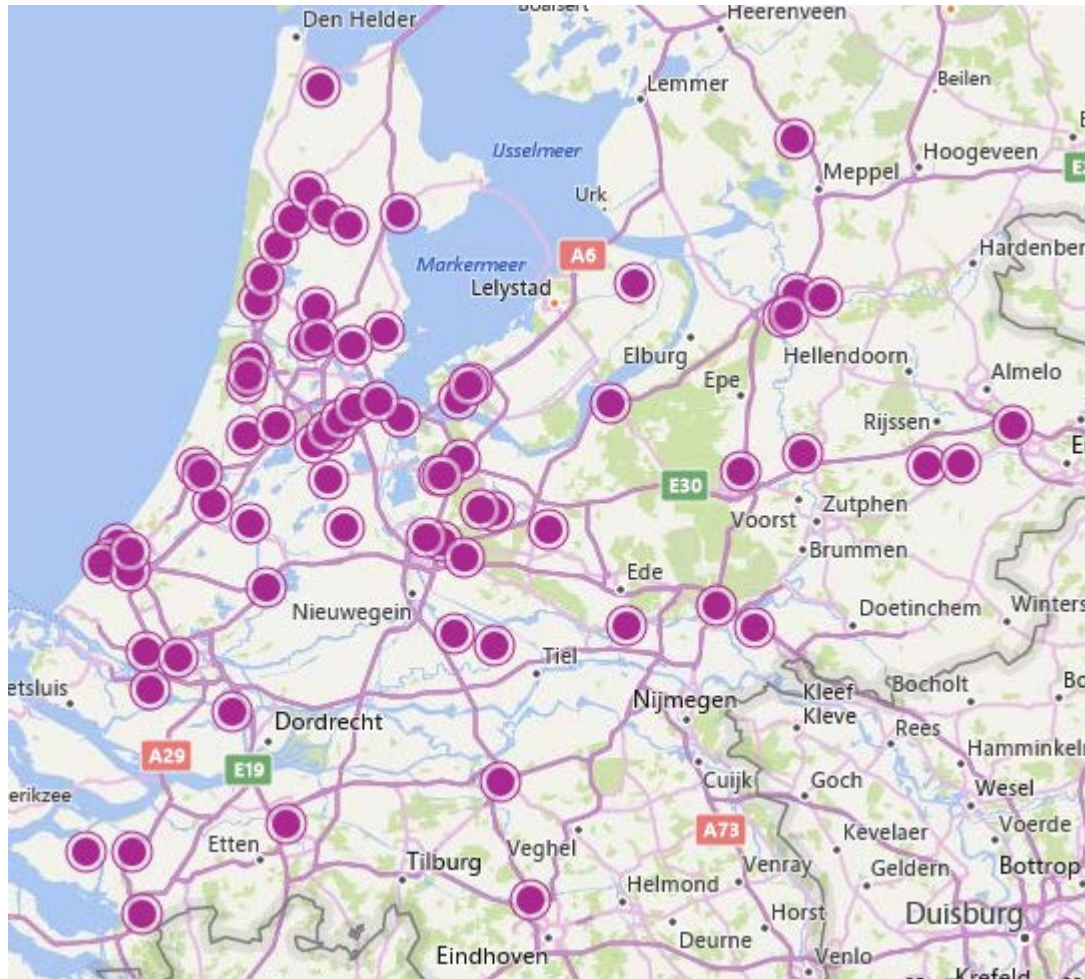 Den Helder
Heerenveen
Lemmer
Beilen
IJsselmeer
Hoogeveen
Meppel
Urk
Markermeer
A6
Hardenber
Lelystad
Elburg
Hellendoorn
Epe
Almelo
Rijssen
E30
Voorst
Zutphen
Brummen
Ede
Nieuwegein
Doetinchem
Winters
Tiel
etsluis
Nijmegen
Kleef
Bocholt
Bo
Kleve
Rees
Dordrecht
A29
E19
Hamminkeln
Cuijk
Goch
Wesel
erikzee
A73
Voerde
Etten
Veghel
Kevelaer
Tilburg
Geldern
Bottrop
Venray
Helmond
Horst
Duisburg
Eindhoven
Deurne
Venlo
Krefeld